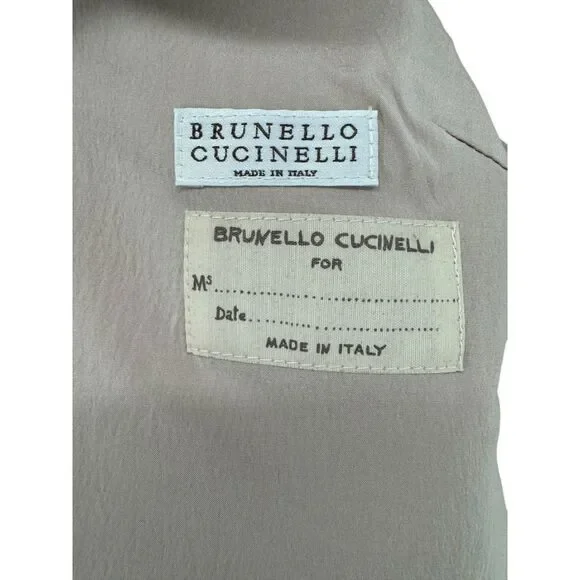 BRUNELLO
CUCINELLI
MADE IN ITALY
BRUNELLO CUCINELLI
FOR
Ms..............................
Date..............................
MADE IN ITALY